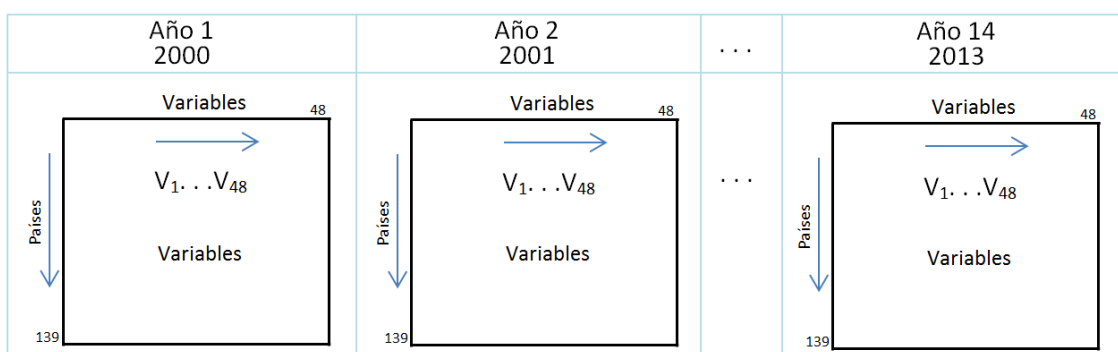 Año 1
2000
Año 2
2001
. . .
Año 14
2013
Variables
48
Países
V₁. . .V₄₈
Variables
139
Variables
48
Países
V₁. . .V₄₈
Variables
139
. . .
Variables
48
Países
V₁. . .V₄₈
Variables
139